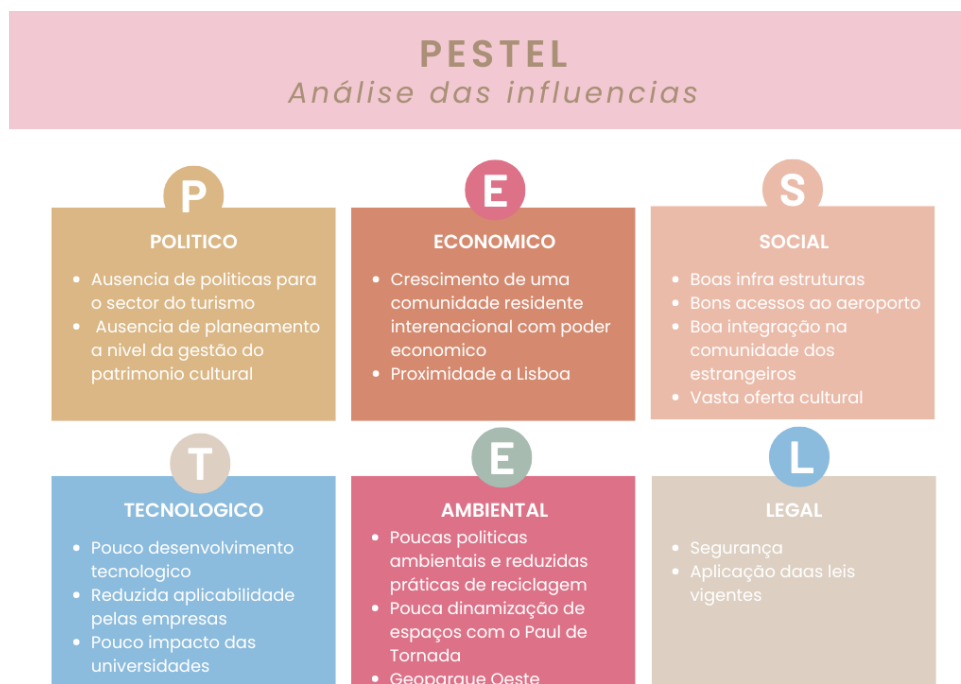 PESTEL
Análise das influencias
P
POLITICO
• Ausencia de politicas para
o sector do turismo
• Ausencia de planeamento
a nivel da gestão do
patrimonio cultural
E
ECONOMICO
• Crescimento de uma
comunidade residente
interenacional com poder
economico
• Proximidade a Lisboa
S
SOCIAL
• Boas infra estruturas
• Bons acessos ao aeroporto
• Boa integração na
comunidade dos
estrangeiros
• Vasta oferta cultural
T
TECNOLOGICO
• Pouco desenvolvimento
tecnologico
• Reduzida aplicabilidade
pelas empresas
• Pouco impacto das
universidades
E
AMBIENTAL
• Poucas politicas
ambientais e reduzidas
práticas de reciclagem
• Pouca dinamização de
espaços com o Paul de
Tornada
• Geoparque Oeste
L
LEGAL
• Segurança
• Aplicação daas leis
vigentes